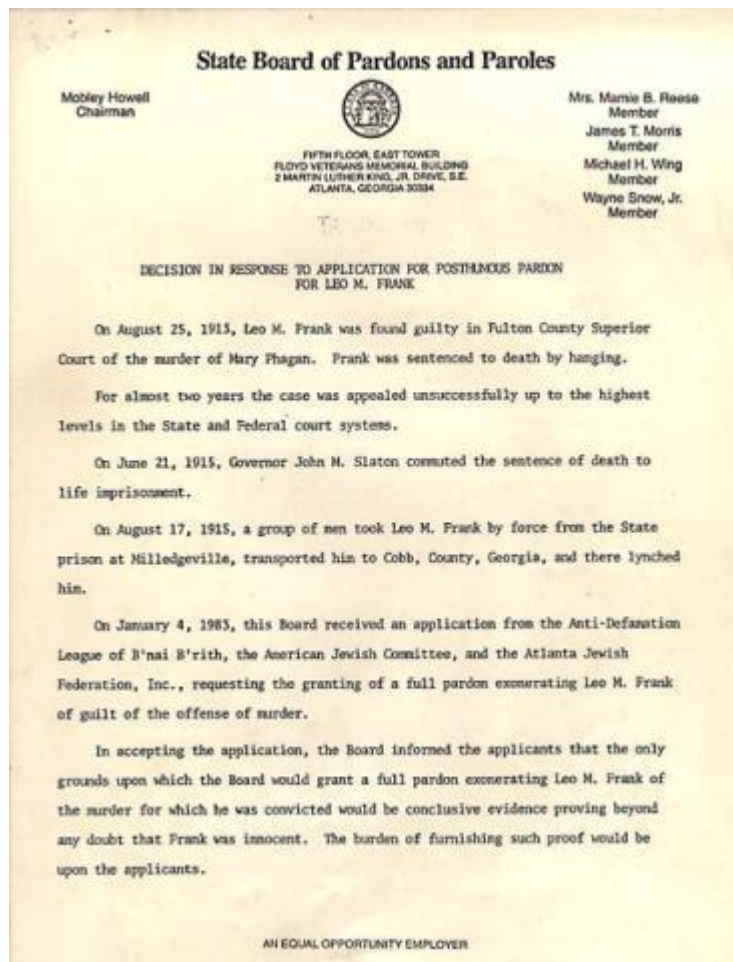 State Board of Pardons and Paroles
Mobley Howell
Chairman
Mrs. Mamie B. Reese
Member
James T. Morris
Member
Michael H. Wing
Member
Wayne Snow, Jr.
Member
FIFTH FLOOR, EAST TOWER
FLOYD VETERANS MEMORIAL BUILDING
2 MARTIN LUTHER KING, JR. DRIVE, S.E.
ATLANTA, GEORGIA 30334
DECISION IN RESPONSE TO APPLICATION FOR POSTHUMOUS PARDON
FOR LEO M. FRANK
On August 25, 1913, Leo M. Frank was found guilty in Fulton County Superior
Court of the murder of Mary Phagan. Frank was sentenced to death by hanging.
For almost two years the case was appealed unsuccessfully up to the highest
levels in the State and Federal court systems.
On June 21, 1915, Governor John M. Slaton commuted the sentence of death to
life imprisonment.
On August 17, 1915, a group of men took Leo M. Frank by force from the State
prison at Milledgeville, transported him to Cobb, County, Georgia, and there lynched
him.
On January 4, 1983, this Board received an application from the Anti-Defamation
League of B'nai B'rith, the American Jewish Committee, and the Atlanta Jewish
Federation, Inc., requesting the granting of a full pardon exonerating Leo M. Frank
of guilt of the offense of murder.
In accepting the application, the Board informed the applicants that the only
grounds upon which the Board would grant a full pardon exonerating Leo M. Frank of
the murder for which he was convicted would be conclusive evidence proving beyond
any doubt that Frank was innocent. The burden of furnishing such proof would be
upon the applicants.
AN EQUAL OPPORTUNITY EMPLOYER